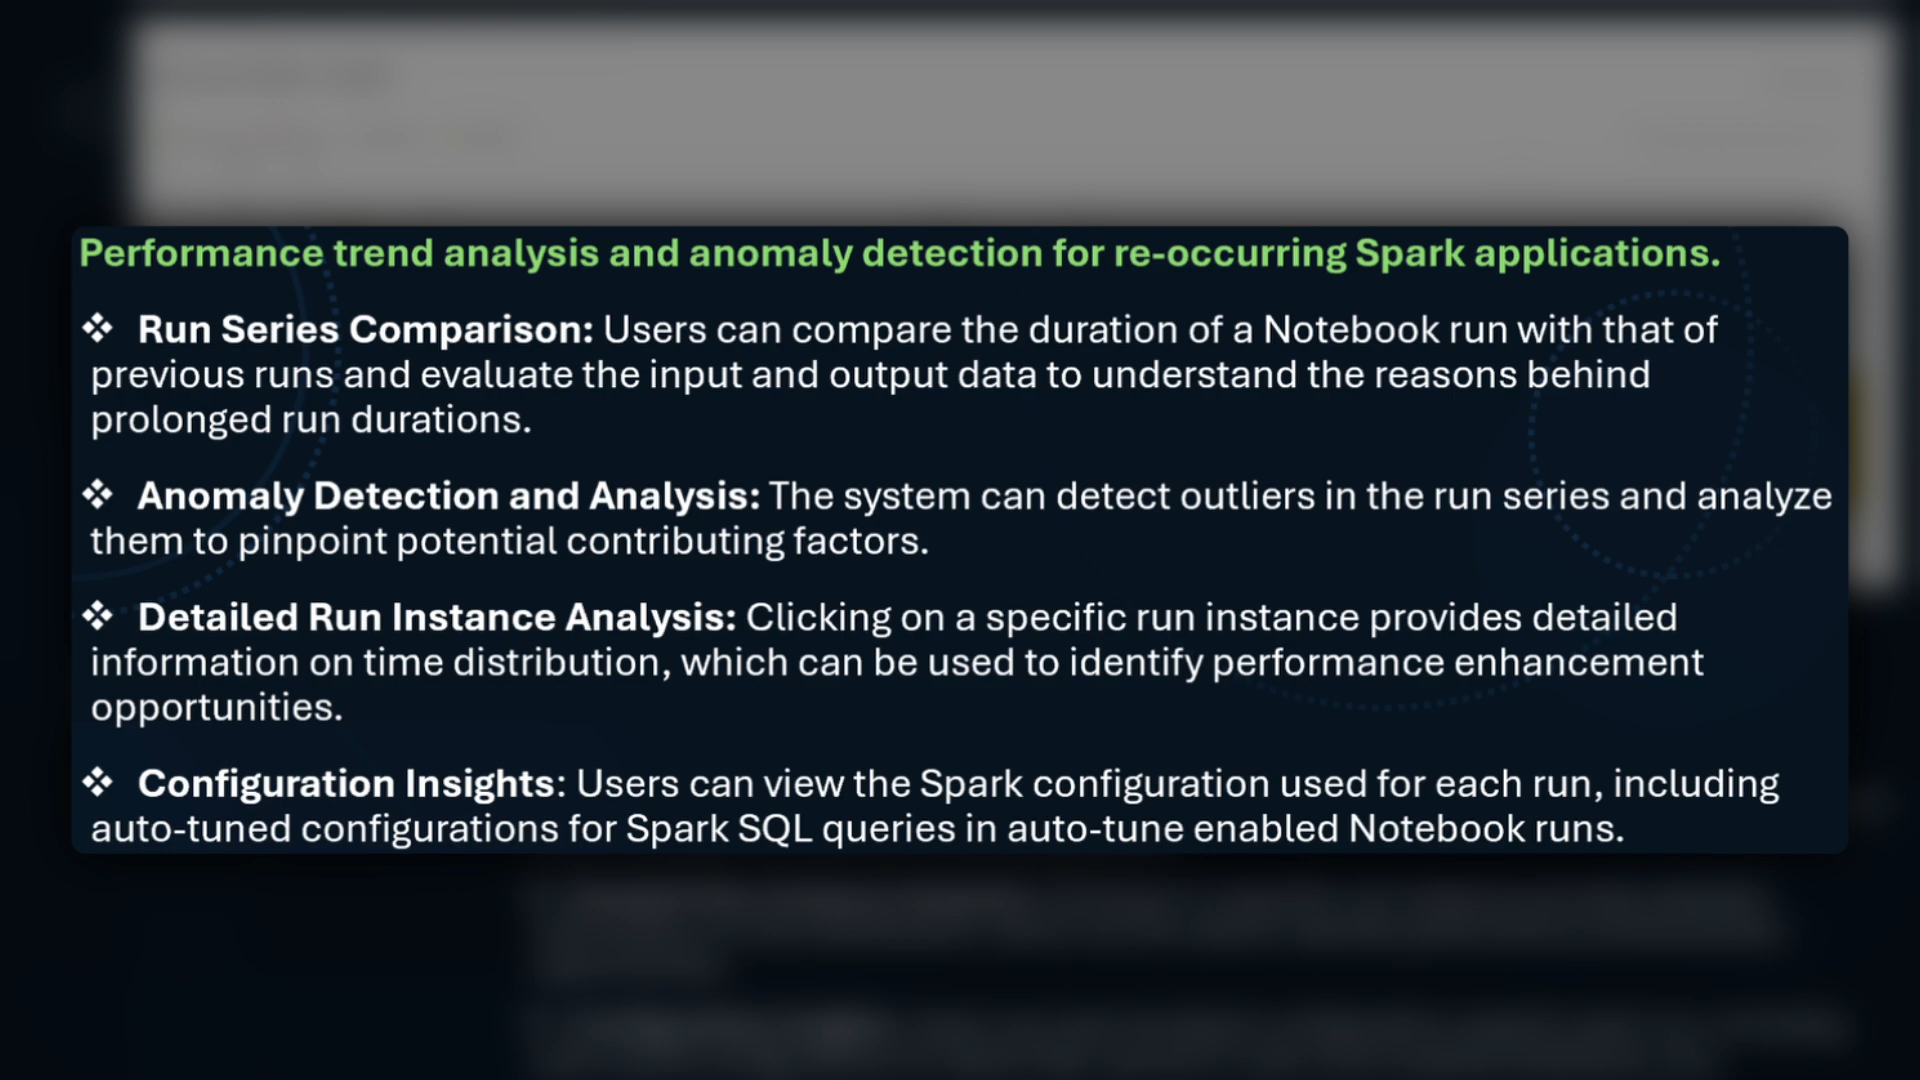 Performance trend analysis and anomaly detection for re-occurring Spark applications.
❖ Run Series Comparison: Users can compare the duration of a Notebook run with that of
previous runs and evaluate the input and output data to understand the reasons behind
prolonged run durations.
❖ Anomaly Detection and Analysis: The system can detect outliers in the run series and analyze
them to pinpoint potential contributing factors.
❖ Detailed Run Instance Analysis: Clicking on a specific run instance provides detailed
information on time distribution, which can be used to identify performance enhancement
opportunities.
❖ Configuration Insights: Users can view the Spark configuration used for each run, including
auto-tuned configurations for Spark SQL queries in auto-tune enabled Notebook runs.